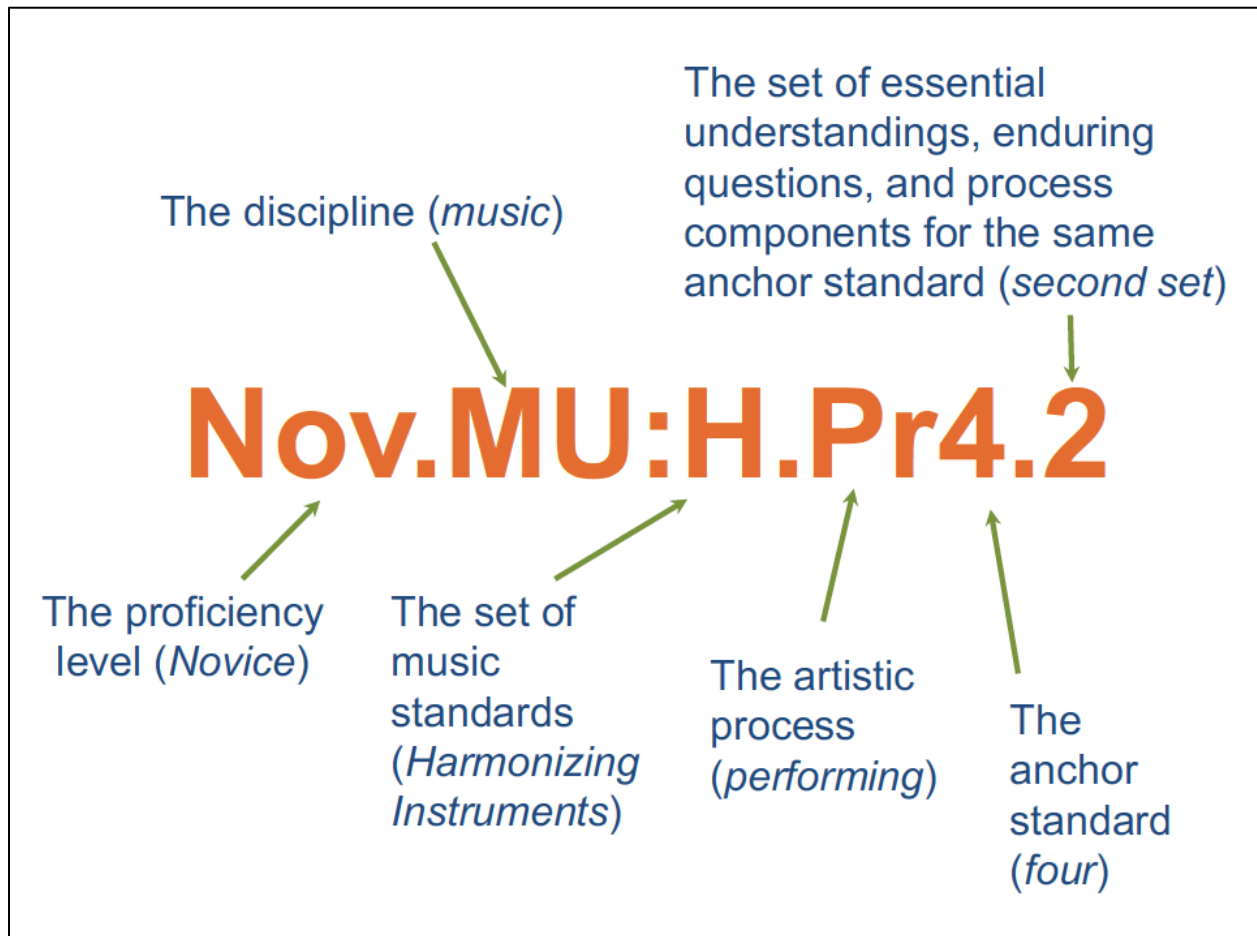 The set of essential
understandings, enduring
questions, and process
components for the same
anchor standard (second set)
The discipline (music)
Nov.MU:H.Pr4.2
The proficiency
level (Novice)
The set of
music
standards
(Harmonizing
Instruments)
The artistic
process
(performing)
The
anchor
standard
(four)